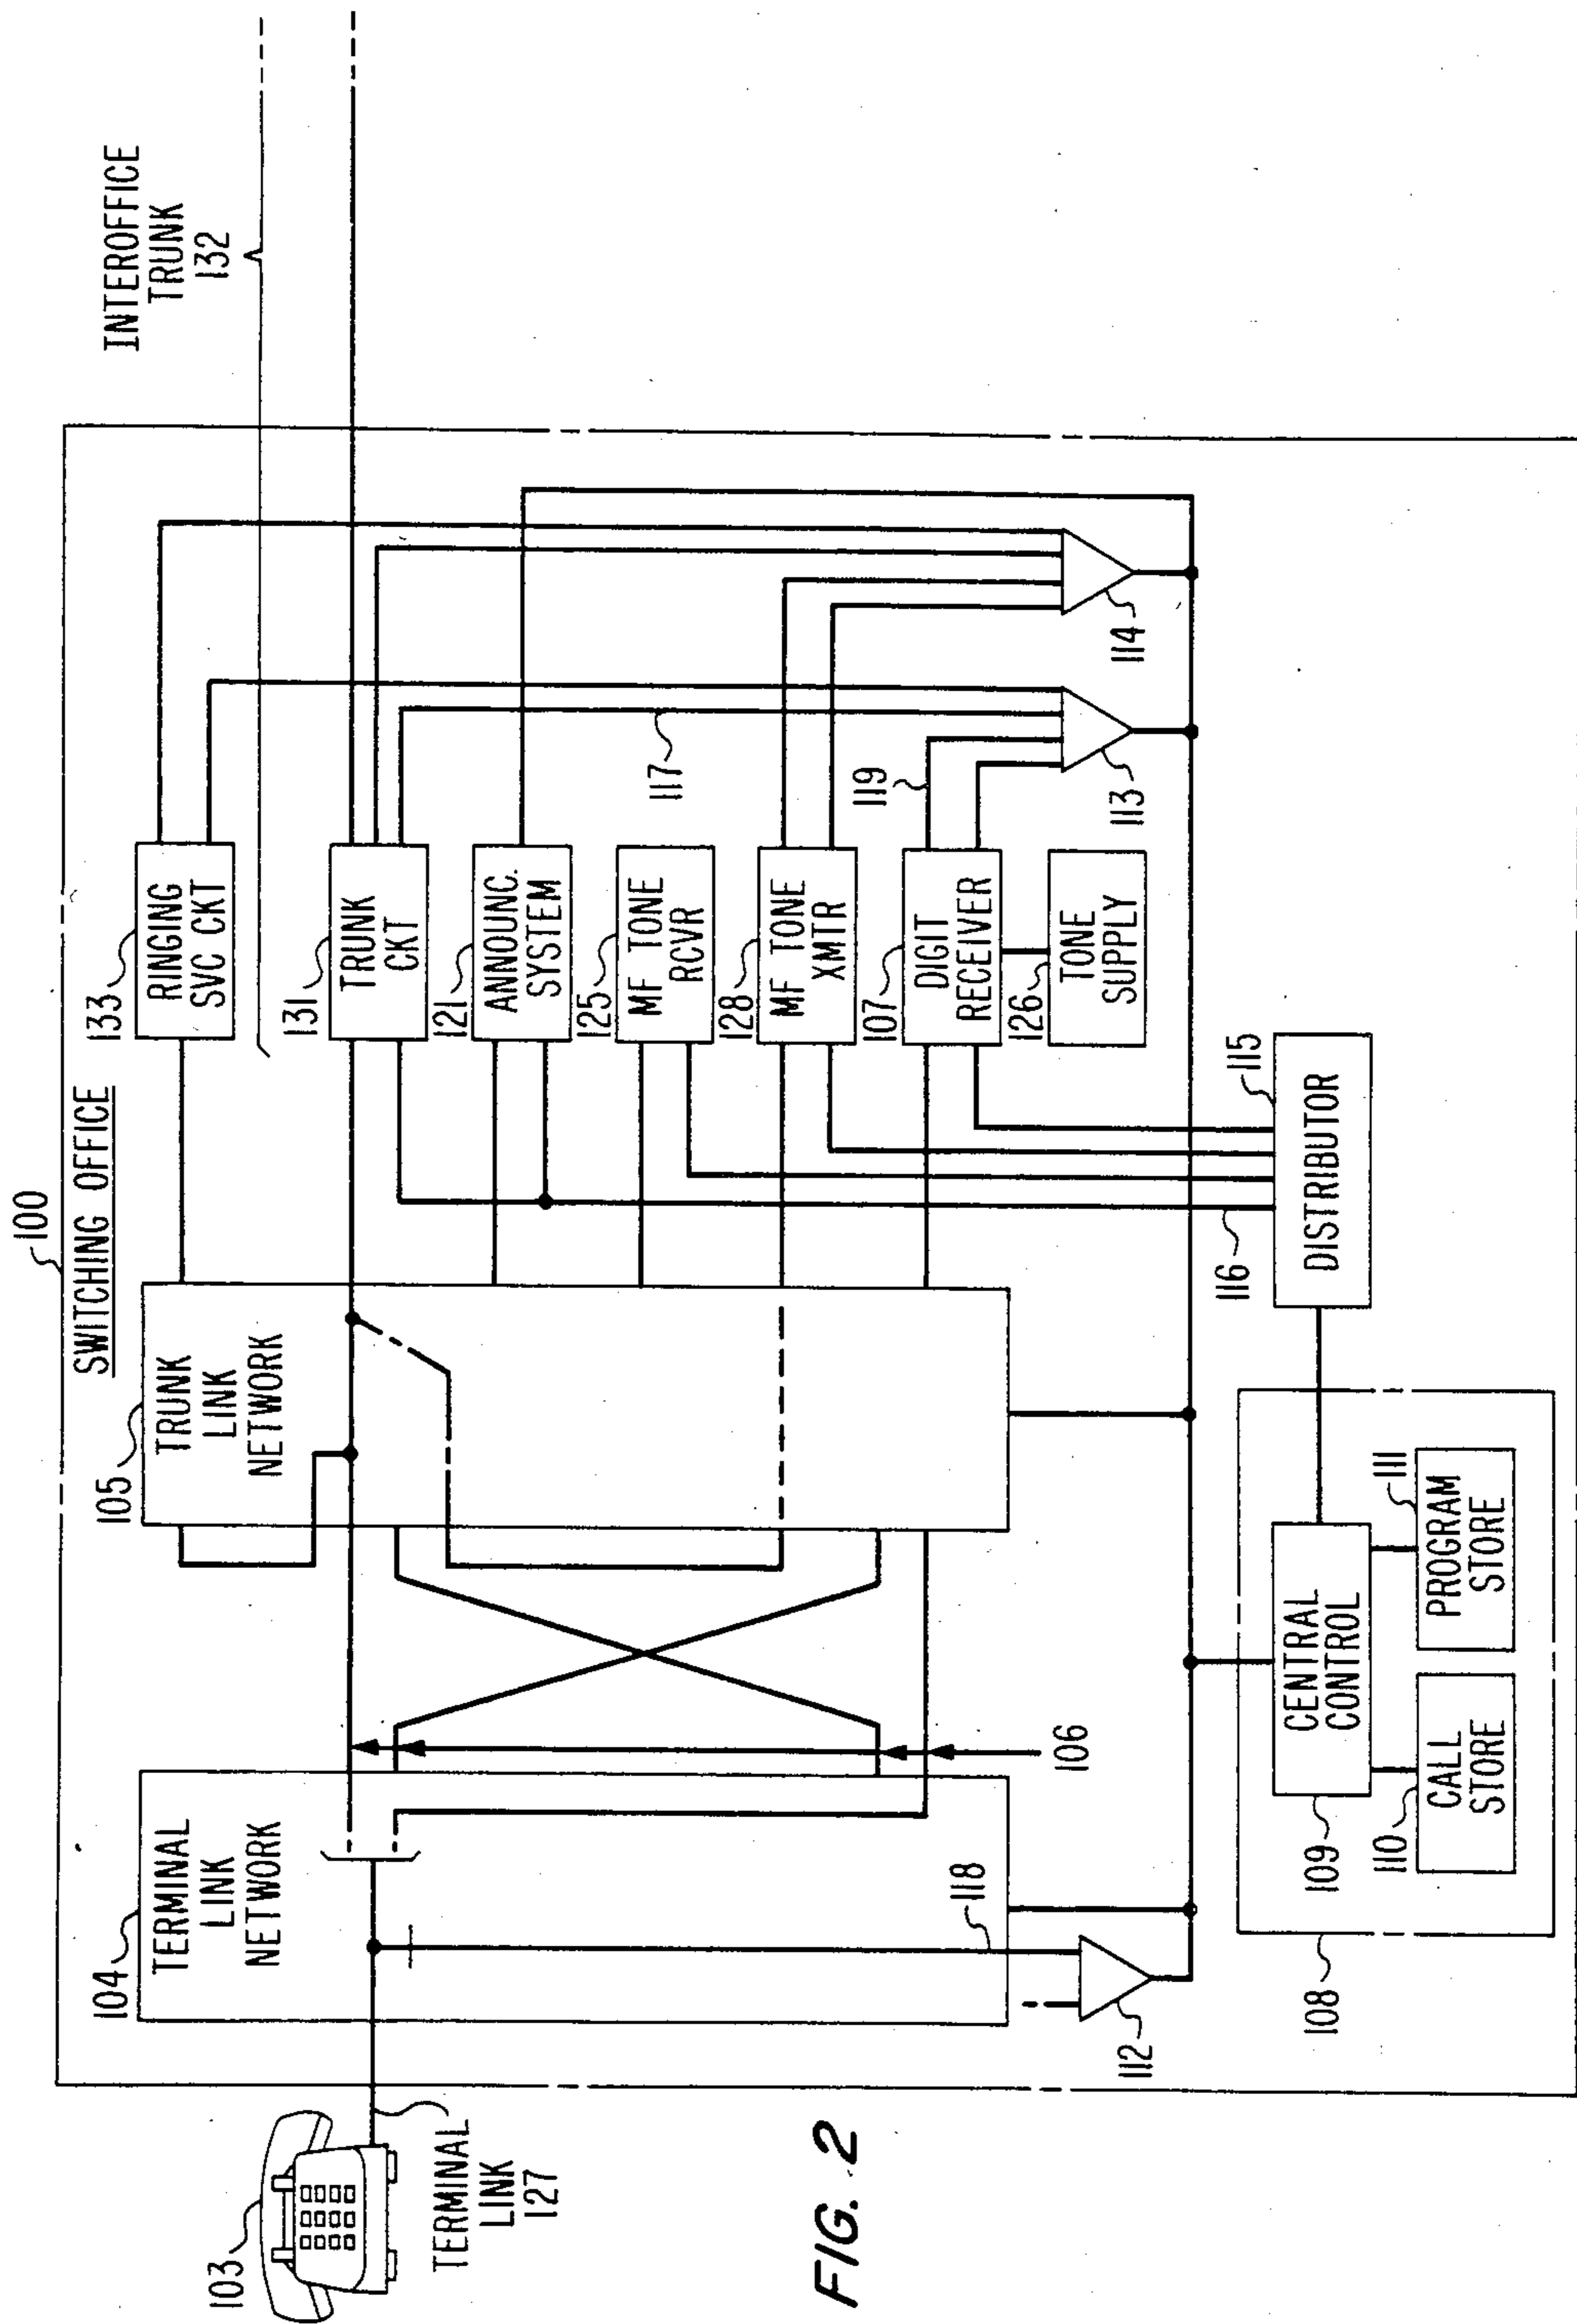 100
SWITCHING OFFICE
INTEROFFICE
TRUNK
132
103
TERMINAL
LINK
127
104
TERMINAL
LINK
NETWORK
118
112
106
105
TRUNK
LINK
NETWORK
133
RINGING
SVC CKT
131
TRUNK
CKT
121
ANNOUNC.
SYSTEM
125
MF TONE
RCVR
128
MF TONE
XMTR
107
DIGIT
RECEIVER
126
TONE
SUPPLY
117
119
113
114
116
115
DISTRIBUTOR
108
109
CENTRAL
CONTROL
110
CALL
STORE
111
PROGRAM
STORE
FIG. 2